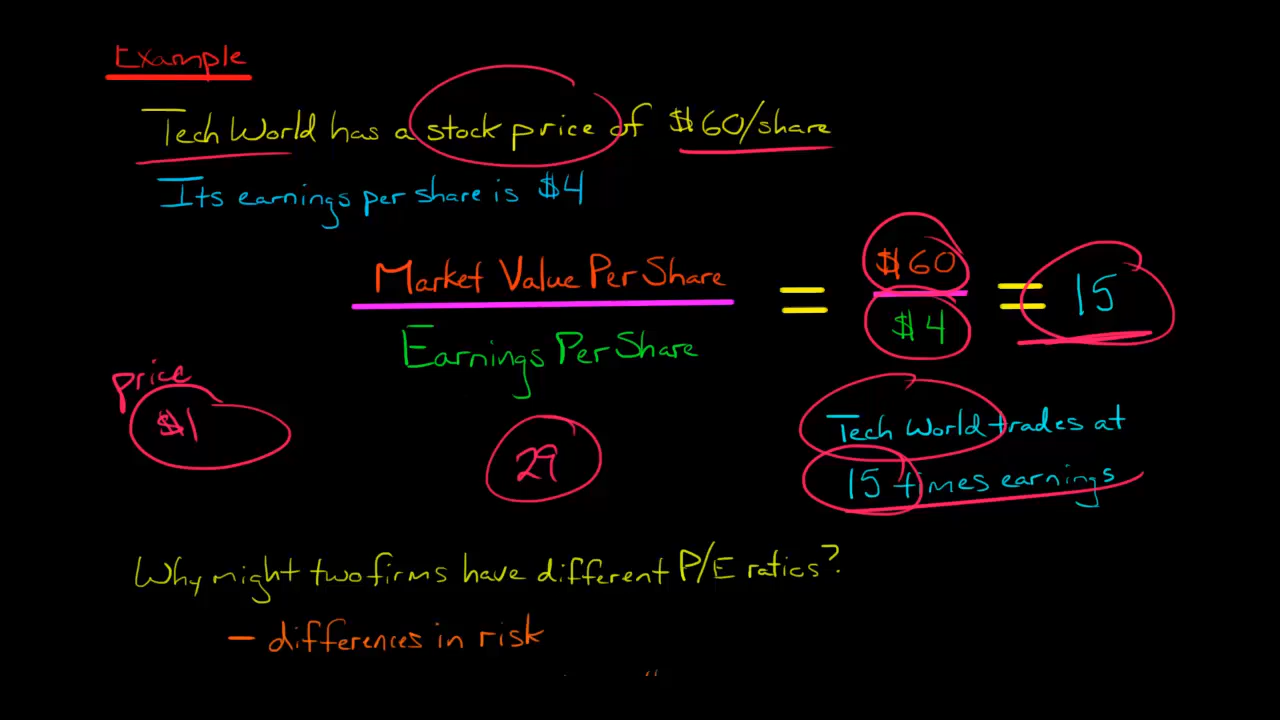 Example
Tech World has a stock price of $60/share
Its earnings per share is $4
Market Value Per Share
Earnings Per Share
= $60
$4
= 15
price
$1
29
Tech World trades at
15 times earnings
Why might two firms have different P/E ratios?
- differences in risk